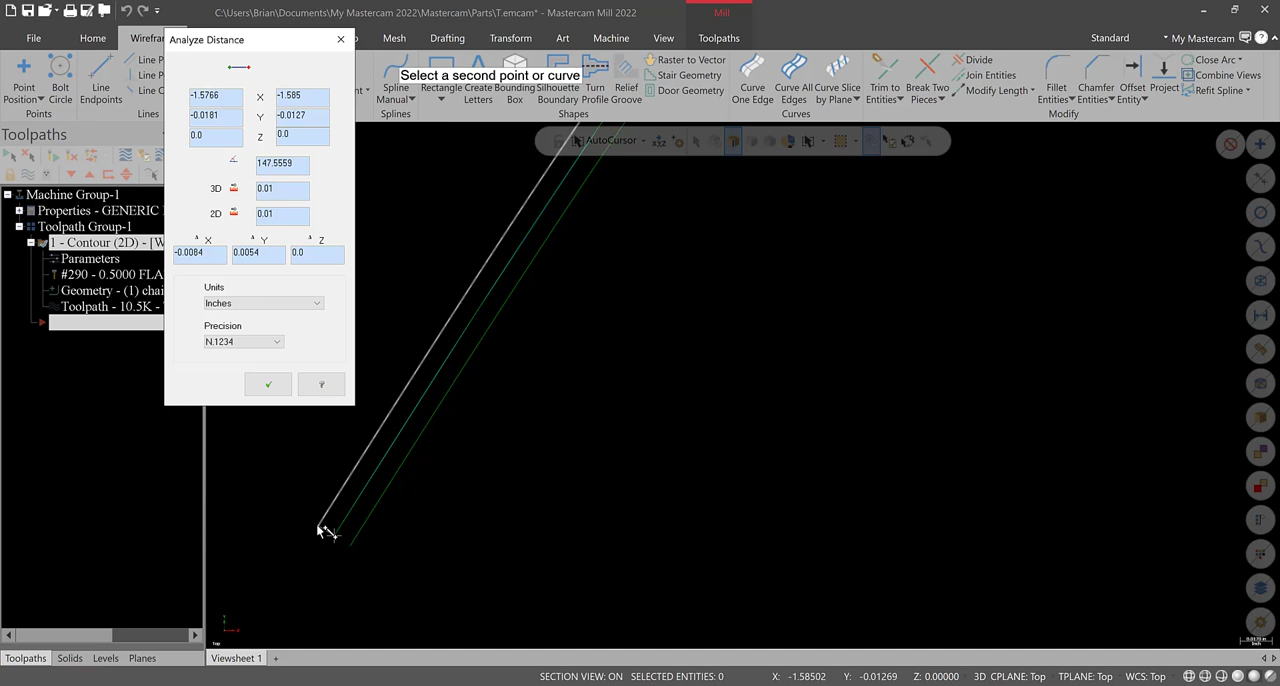 C:\Users\Brian\Documents\My Mastercam 2022\Mastercam\Parts\T.emcam* - Mastercam Mill 2022
Mill
File
Home
Wirefram
Mesh
Drafting
Transform
Art
Machine
View
Toolpaths
Standard
My Mastercam
Point
Position
Bolt
Circle
Line
Endpoints
Line P
Line P
Line C
Spline
Manual
Select a second point or curve
Rectangle
Create
Letters
Bounding
Box
Silhouette
Boundary
Turn
Profile
Relief
Groove
Raster to Vector
Stair Geometry
Door Geometry
Curve
One Edge
Curve All
Edges
Curve Slice
by Plane
Trim to
Entities
Break Two
Pieces
Divide
Join Entities
Modify Length
Fillet
Entities
Chamfer
Entities
Offset
Entity
Project
Close Arc
Combine Views
Refit Spline
Points
Lines
Splines
Shapes
Curves
Modify
Toolpaths
AutoCursor
Machine Group-1
Properties - GENERIC
Toolpath Group-1
1 - Contour (2D) - [W
Parameters
#290 - 0.5000 FLA
Geometry - (1) chai
Toolpath - 10.5K -
Analyze Distance
-1.5766 X -1.585
-0.0181 Y -0.0127
0.0 Z 0.0
147.5559
3D 0.01
2D 0.01
X Y Z
-0.0084 0.0054 0.0
Units
Inches
Precision
N.1234
Top
Inch
Toolpaths
Solids
Levels
Planes
Viewsheet 1
+
SECTION VIEW: ON SELECTED ENTITIES: 0 X: -1.58502 Y: -0.01269 Z: 0.00000 3D CPLANE: Top TPLANE: Top WCS: Top